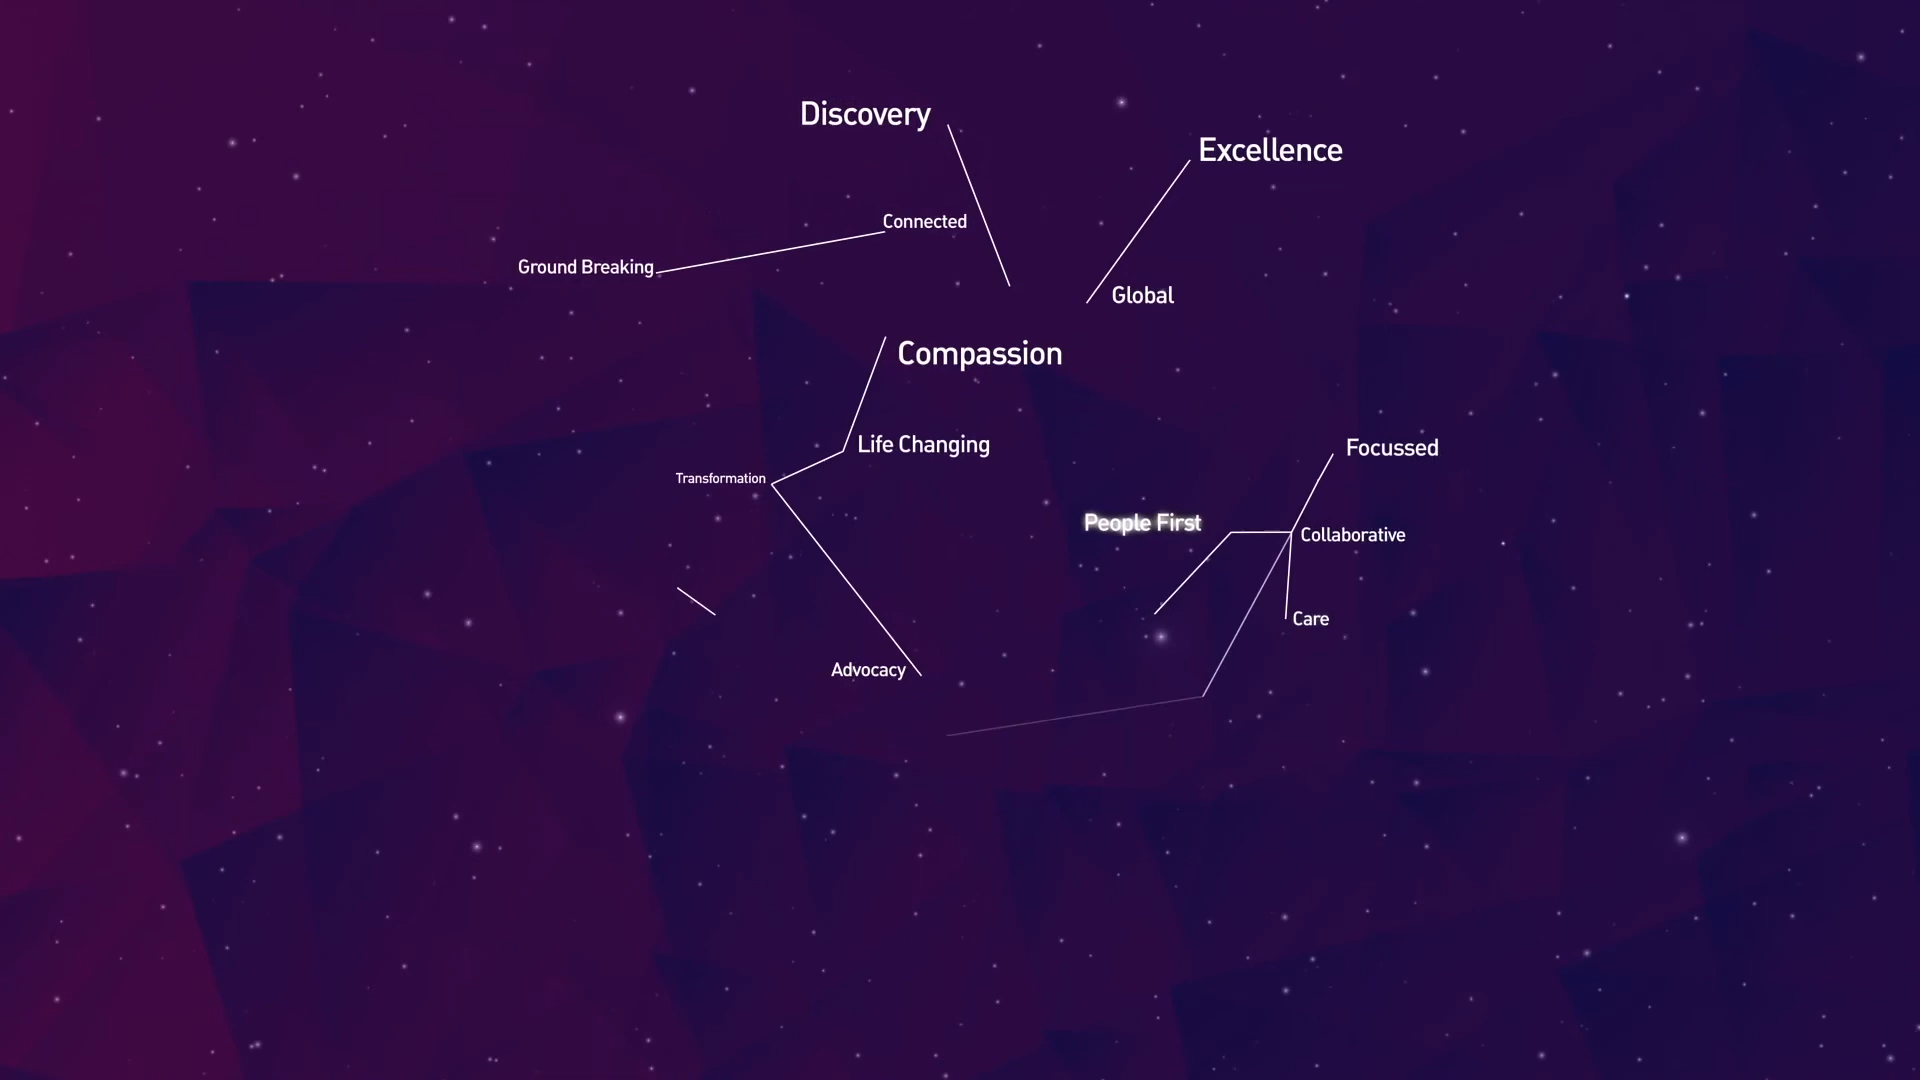 Discovery
Excellence
Connected
Ground Breaking
Global
Compassion
Life Changing
Focussed
Transformation
People First
Collaborative
Care
Advocacy